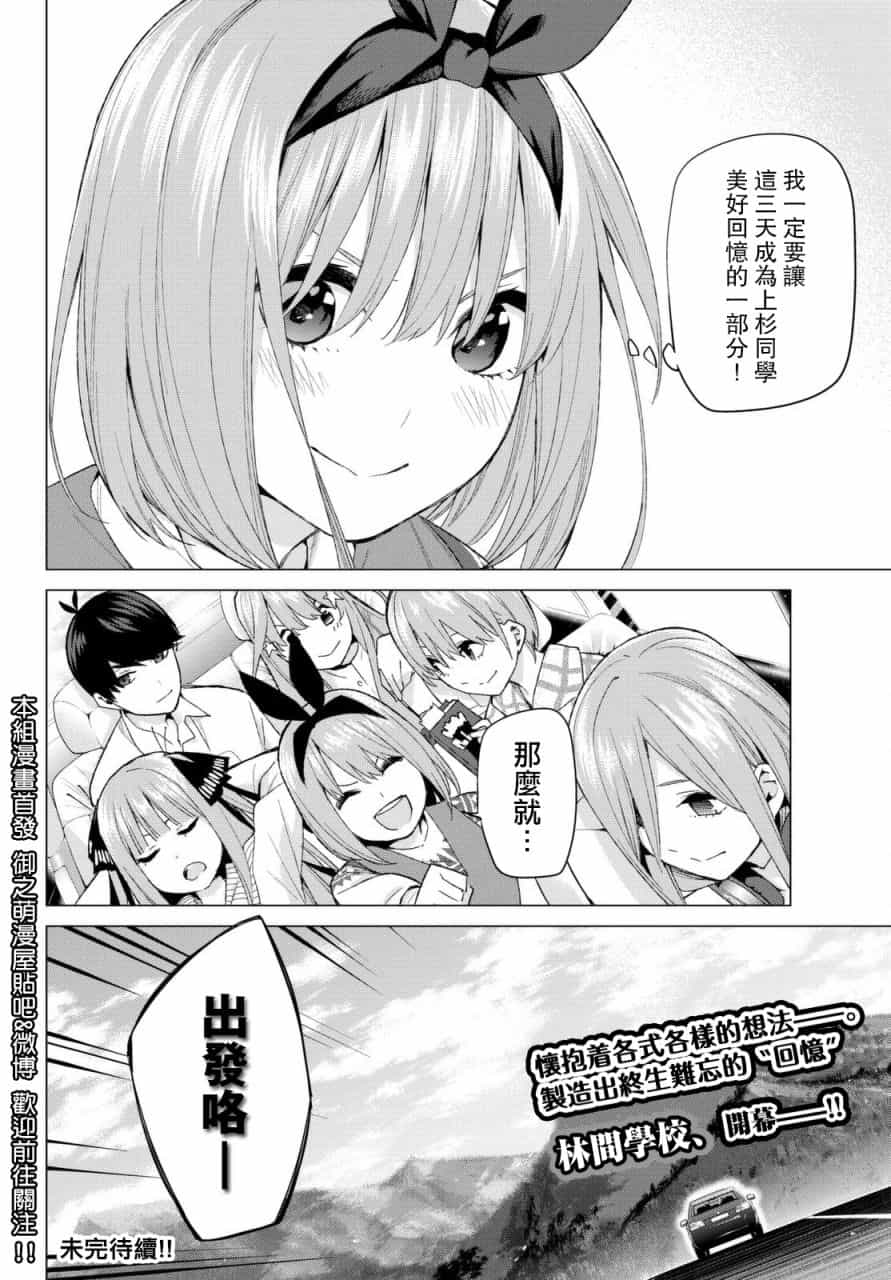 我一定要讓
這三天成為上杉同學
美好回憶的一部分！
那麼就…
出發咯ー
懷抱着各式各樣的想法——。
製造出終生難忘的“回憶”
林間學校、開幕——!!
未完待續!!
本組漫畫首發 御之萌漫屋貼吧&微博 歡迎前往關注!!